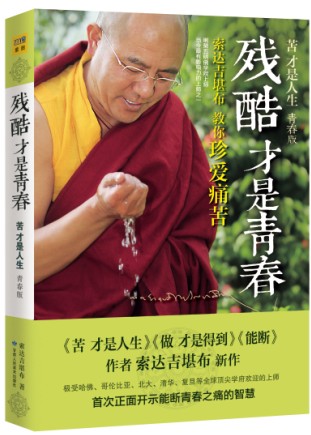 苦 才是人生 青春版
残酷 才是青春
索达吉堪布 教你 珍爱痛苦
残酷
才是青春
苦 才是人生 青春版
索达吉堪布 著
《苦 才是人生》《做 才是得到》《能断》
作者 索达吉堪布 新作
极受哈佛、哥伦比亚、北大、清华、复旦等全球顶尖学府欢迎的上师
首次正面开示能断青春之痛的智慧